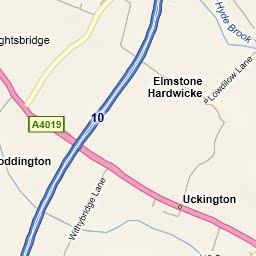 Hyde Brook
ghtsbridge
Elmstone
Hardwicke
Lowdilow Lane
10
A4019
oddington
Withybridge Lane
Uckington